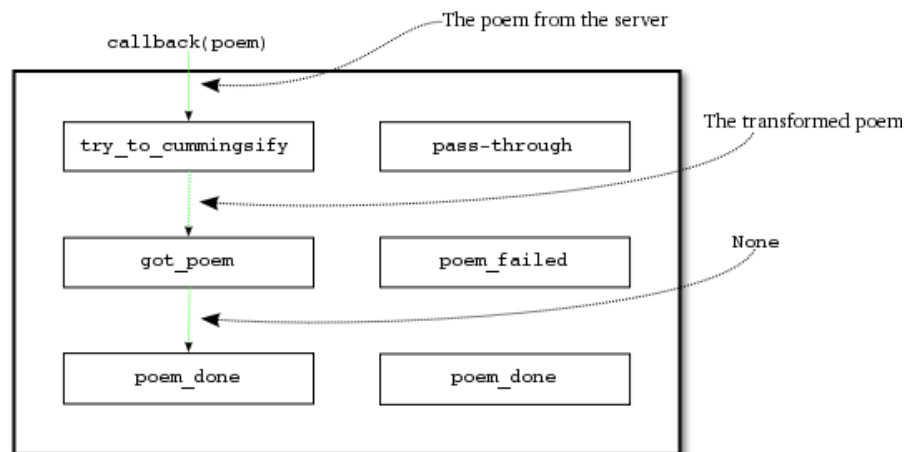 The poem from the server
callback(poem)
The transformed poem
try_to_cummingsify
pass-through
None
got_poem
poem_failed
poem_done
poem_done